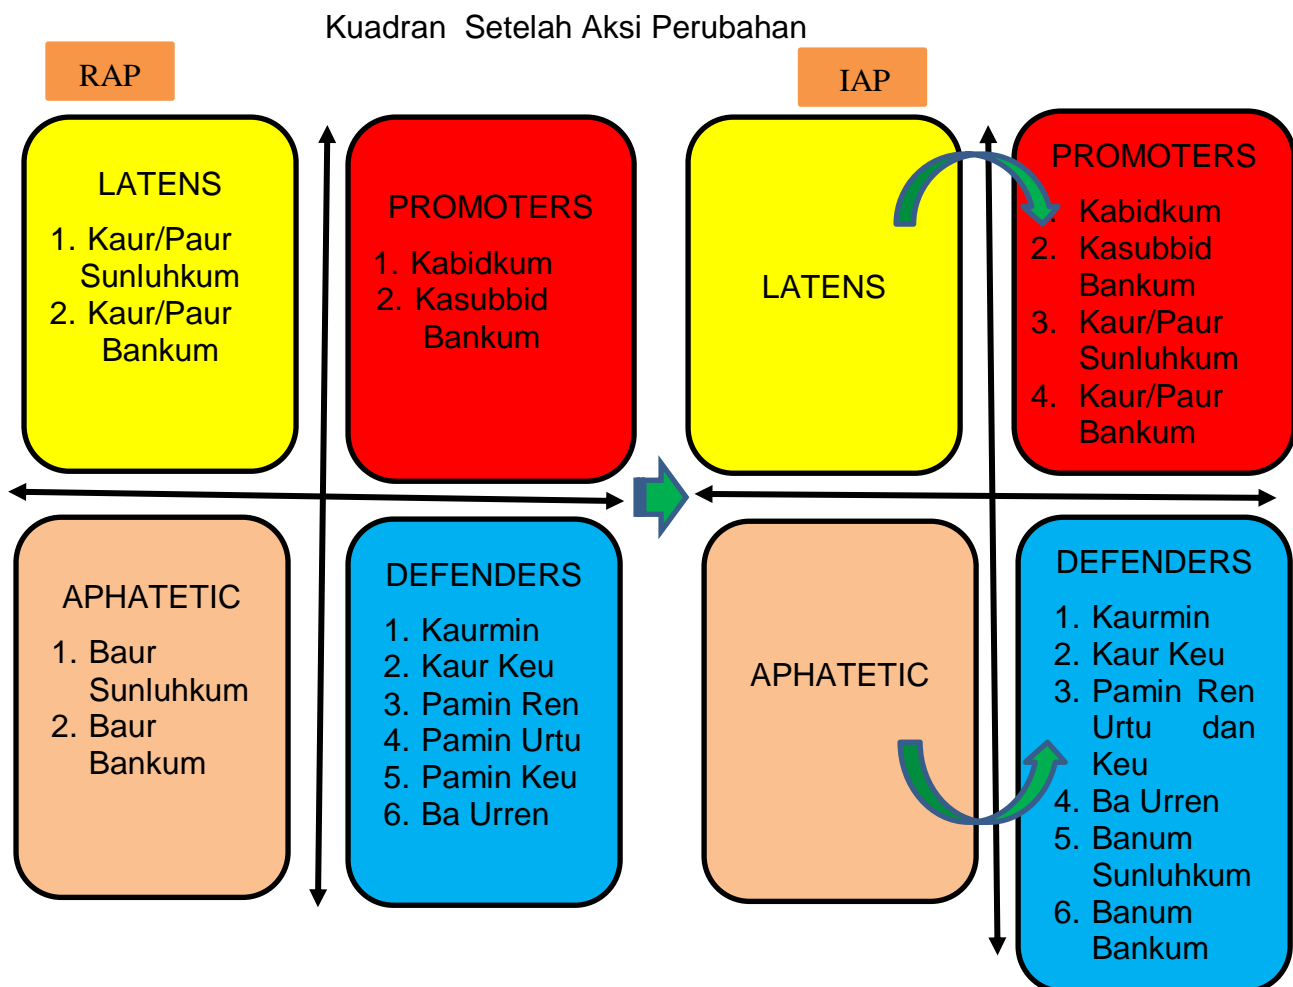 Kuadran Setelah Aksi Perubahan
RAP
IAP
LATENS
1. Kaur/Paur
Sunluhkum
2. Kaur/Paur
Bankum
PROMOTERS
1. Kabidkum
2. Kasubbid
Bankum
APHATETIC
1. Baur
Sunluhkum
2. Baur
Bankum
DEFENDERS
1. Kaurmin
2. Kaur Keu
3. Pamin Ren
4. Pamin Urtu
5. Pamin Keu
6. Ba Urren
LATENS
PROMOTERS
1. Kabidkum
2. Kasubbid
Bankum
3. Kaur/Paur
Sunluhkum
4. Kaur/Paur
Bankum
APHATETIC
DEFENDERS
1. Kaurmin
2. Kaur Keu
3. Pamin Ren
Urtu dan
Keu
4. Ba Urren
5. Banum
Sunluhkum
6. Banum
Bankum